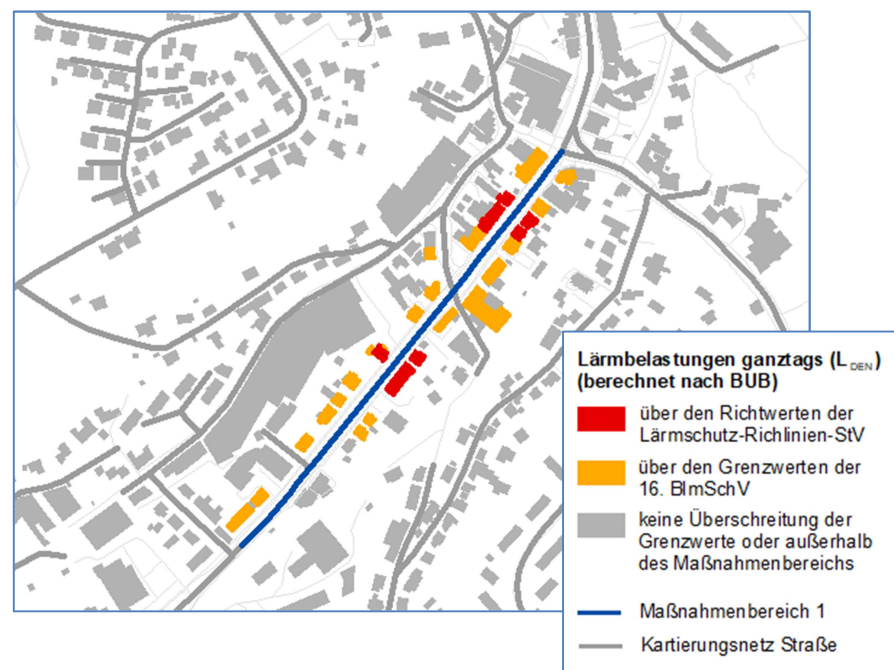 Lärmbelastungen ganztags (L DEN)
(berechnet nach BUB)
über den Richtwerten der
Lärmschutz-Richlinien-StV
über den Grenzwerten der
16. BImSchV
keine Überschreitung der
Grenzwerte oder außerhalb
des Maßnahmenbereichs
Maßnahmenbereich 1
Kartierungsnetz Straße